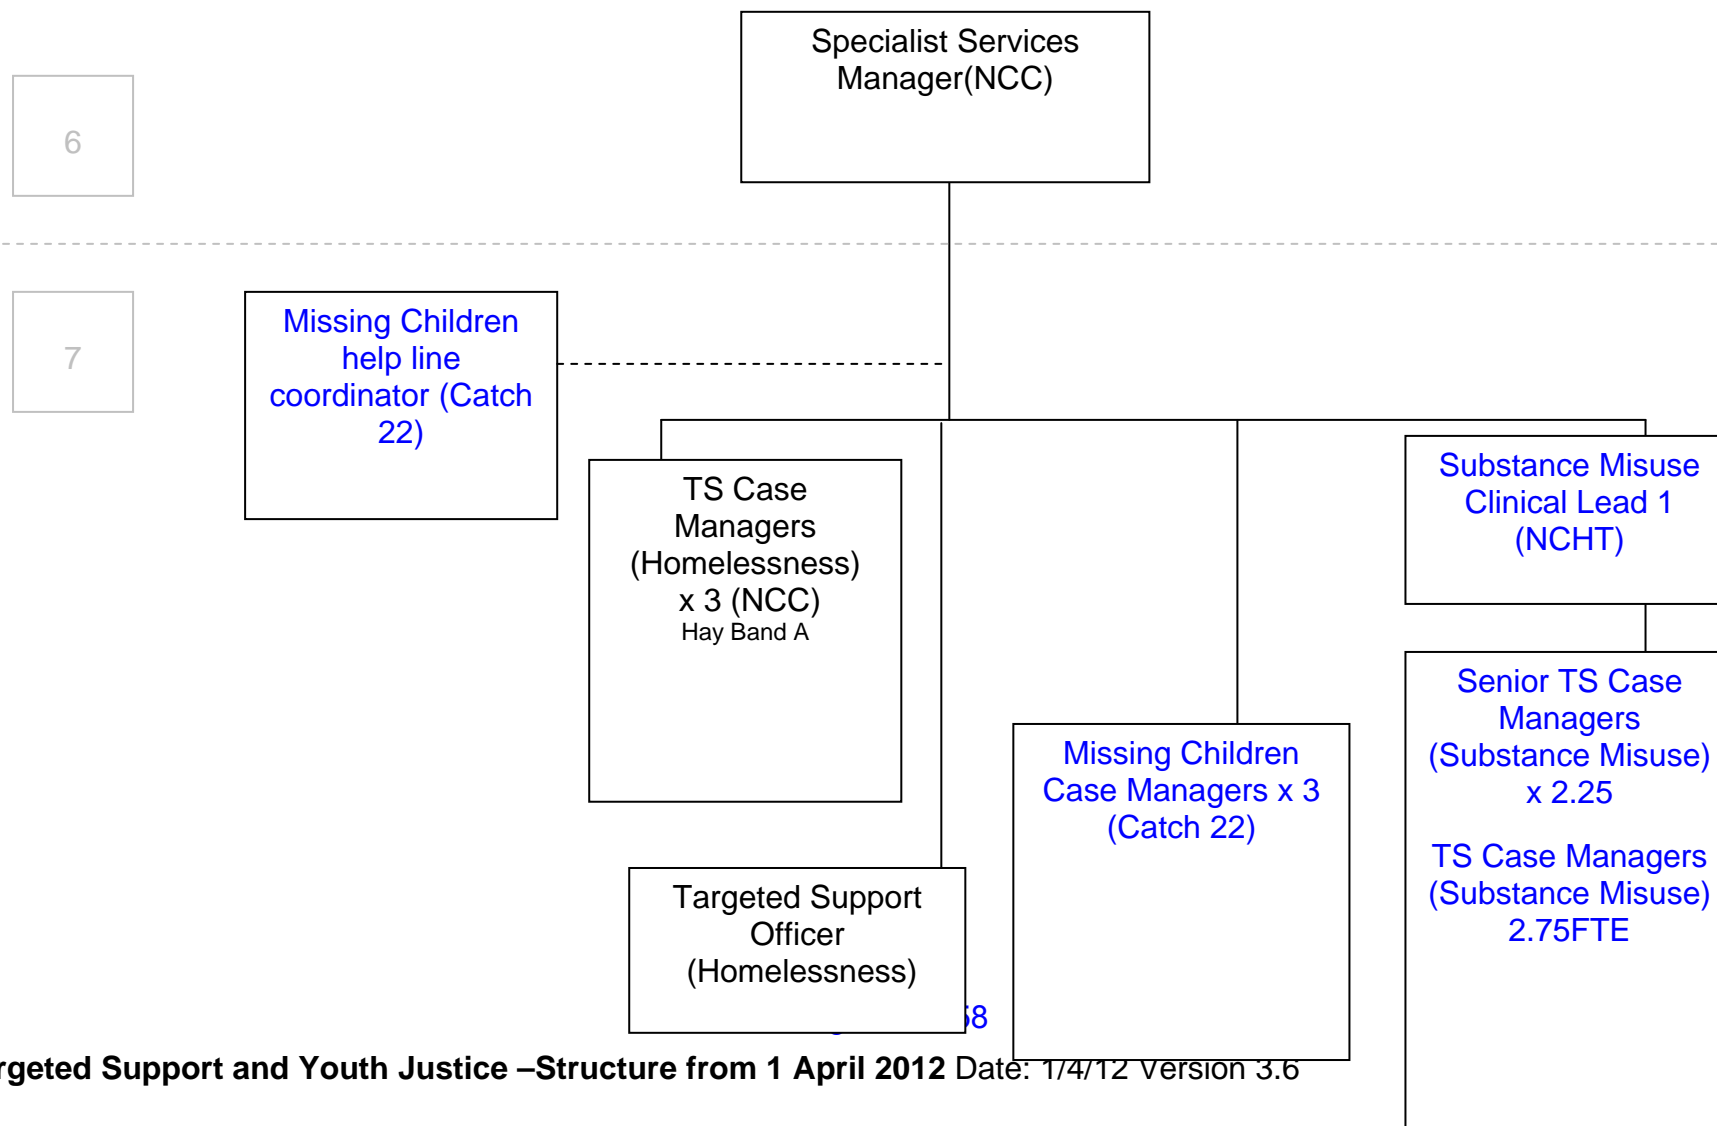 Specialist Services
Manager(NCC)
6
7
Missing Children
help line
coordinator (Catch
22)
TS Case
Managers
(Homelessness)
x 3 (NCC)
Hay Band A
Substance Misuse
Clinical Lead 1
(NCHT)
Missing Children
Case Managers x 3
(Catch 22)
Senior TS Case
Managers
(Substance Misuse)
x 2.25
TS Case Managers
(Substance Misuse)
2.75FTE
Targeted Support
Officer
(Homelessness)
58
rgeted Support and Youth Justice –Structure from 1 April 2012 Date: 1/4/12 Version 3.6